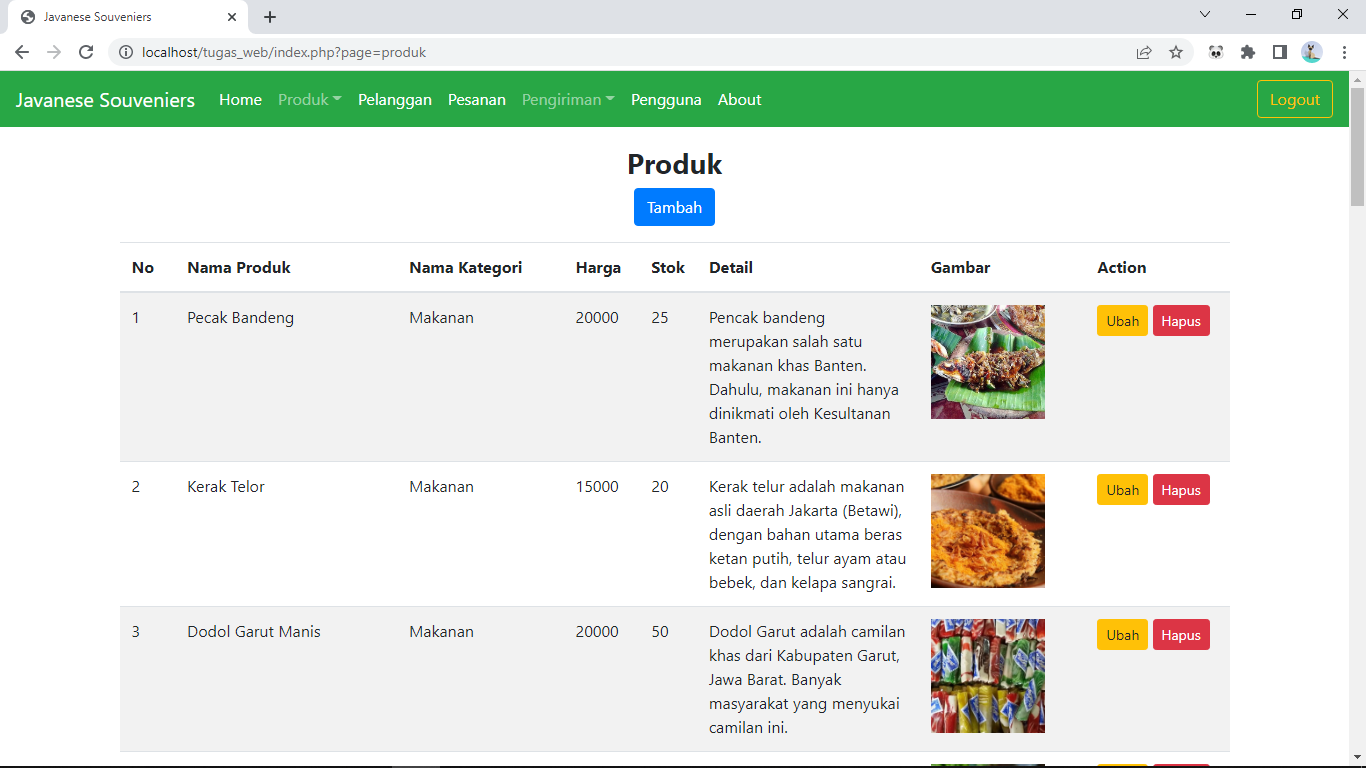 Javanese Souveniers
localhost/tugas_web/index.php?page=produk
Javanese Souveniers Home Produk Pelanggan Pesanan Pengiriman Pengguna About Logout
Produk
Tambah
No Nama Produk Nama Kategori Harga Stok Detail Gambar Action
1 Pecak Bandeng Makanan 20000 25 Pencak bandeng Ubah Hapus
merupakan salah satu
makanan khas Banten.
Dahulu, makanan ini hanya
dinikmati oleh Kesultanan
Banten.
2 Kerak Telor Makanan 15000 20 Kerak telur adalah makanan Ubah Hapus
asli daerah Jakarta (Betawi),
dengan bahan utama beras
ketan putih, telur ayam atau
bebek, dan kelapa sangrai.
3 Dodol Garut Manis Makanan 20000 50 Dodol Garut adalah camilan Ubah Hapus
khas dari Kabupaten Garut,
Jawa Barat. Banyak
masyarakat yang menyukai
camilan ini.